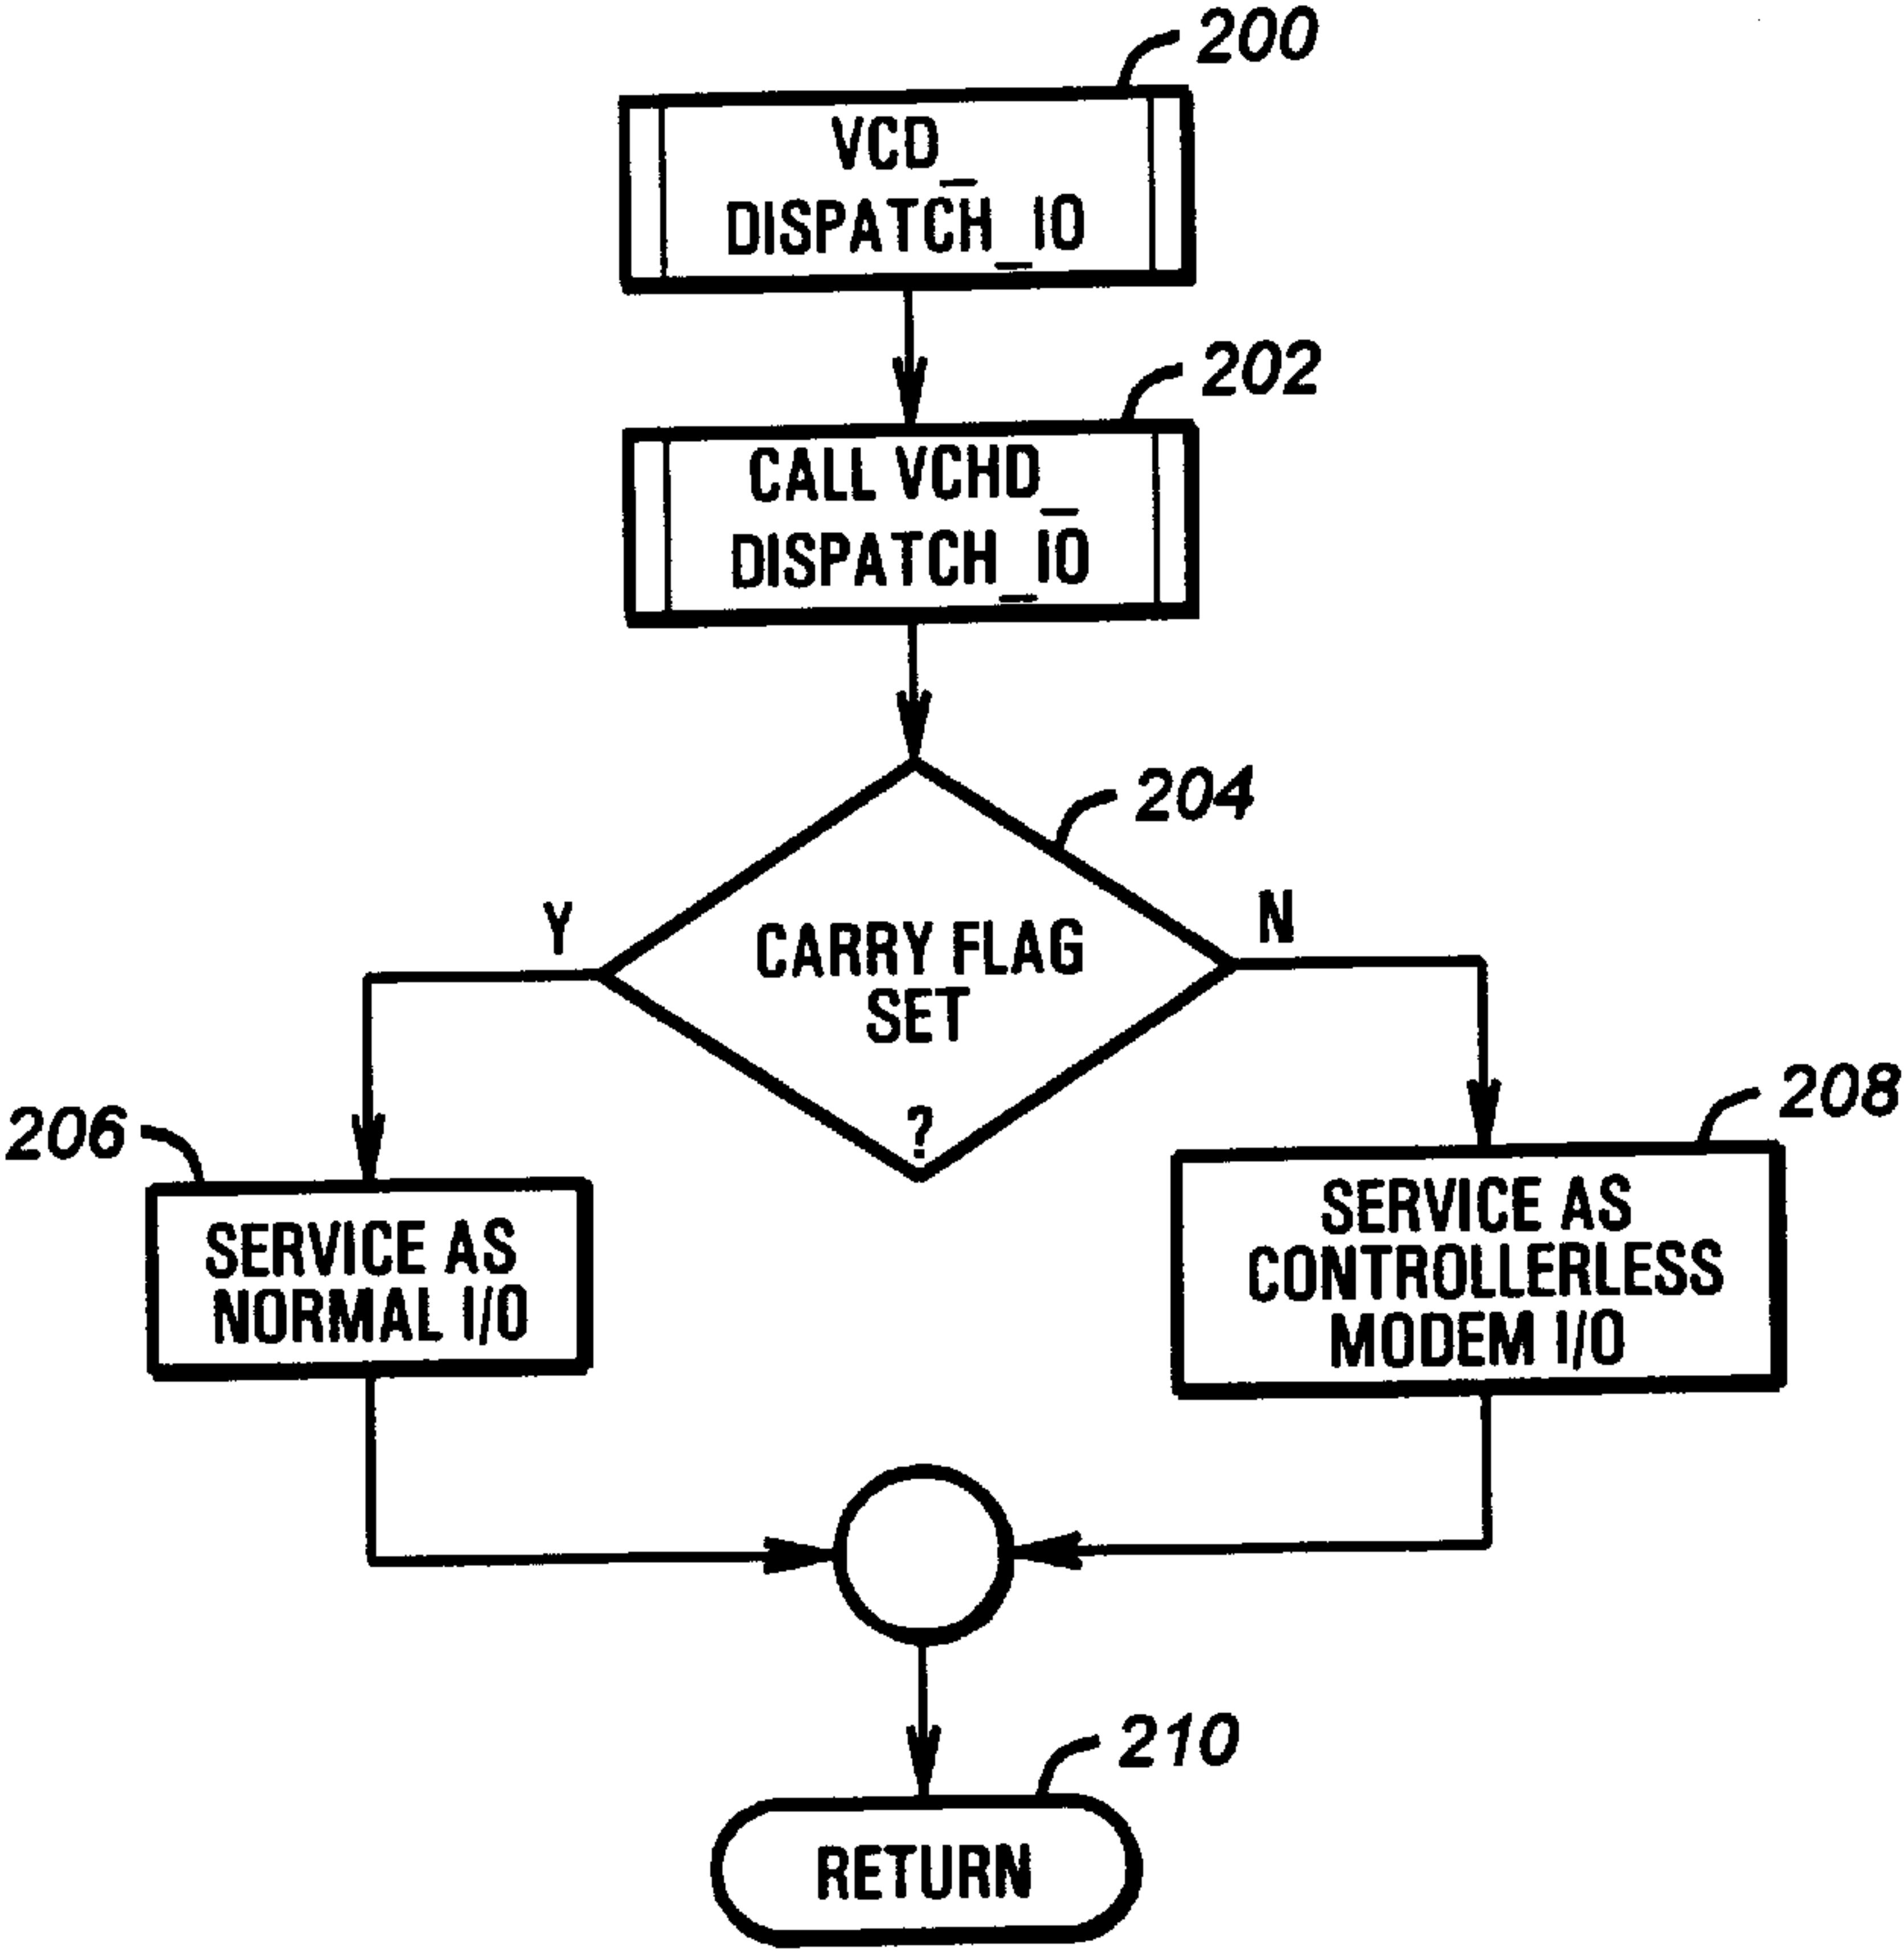 200
VCD_
DISPATCH_IO
202
CALL VCHD_
DISPATCH_IO
204
Y
N
CARRY FLAG
SET
?
206
208
SERVICE AS
NORMAL I/O
SERVICE AS
CONTROLLERLESS
MODEM I/O
210
RETURN